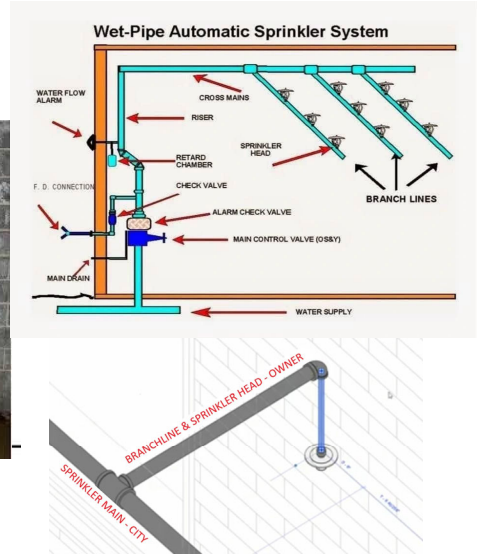 Wet-Pipe Automatic Sprinkler System
WATER FLOW
ALARM
CROSS MAINS
RISER
SPRINKLER
HEAD
RETARD
CHAMBER
BRANCH LINES
F. D. CONNECTION
CHECK VALVE
ALARM CHECK VALVE
MAIN CONTROL VALVE (OS&Y)
MAIN DRAIN
WATER SUPPLY
BRANCHLINE & SPRINKLER HEAD - OWNER
SPRINKLER MAIN - CITY